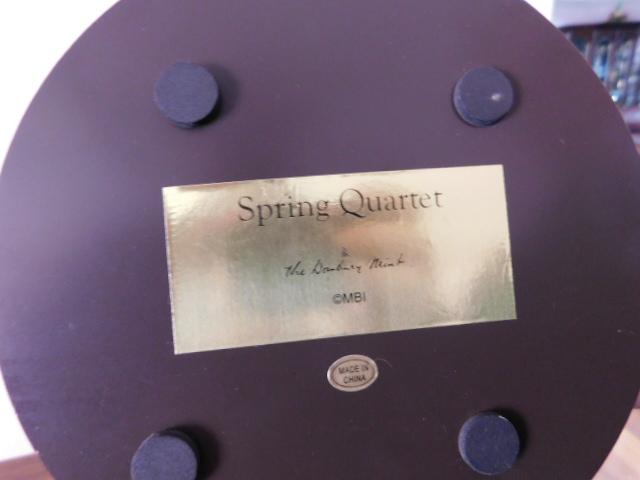 Spring Quartet
The Danbury Mint
©MBI
MADE IN
CHINA